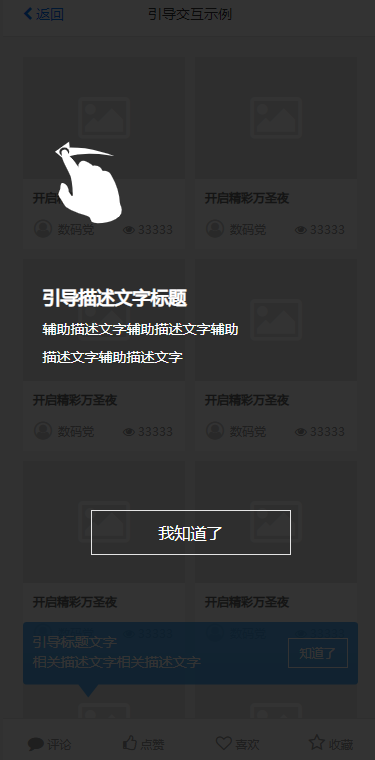 返回
引导交互示例
开启精彩万圣夜
开启精彩万圣夜
数码党
33333
数码党
33333
引导描述文字标题
辅助描述文字辅助描述文字辅助
描述文字辅助描述文字
开启精彩万圣夜
开启精彩万圣夜
数码党
33333
数码党
33333
我知道了
开启精彩万圣夜
开启精彩万圣夜
引导标题文字
相关描述文字相关描述文字
知道了
评论
点赞
喜欢
收藏